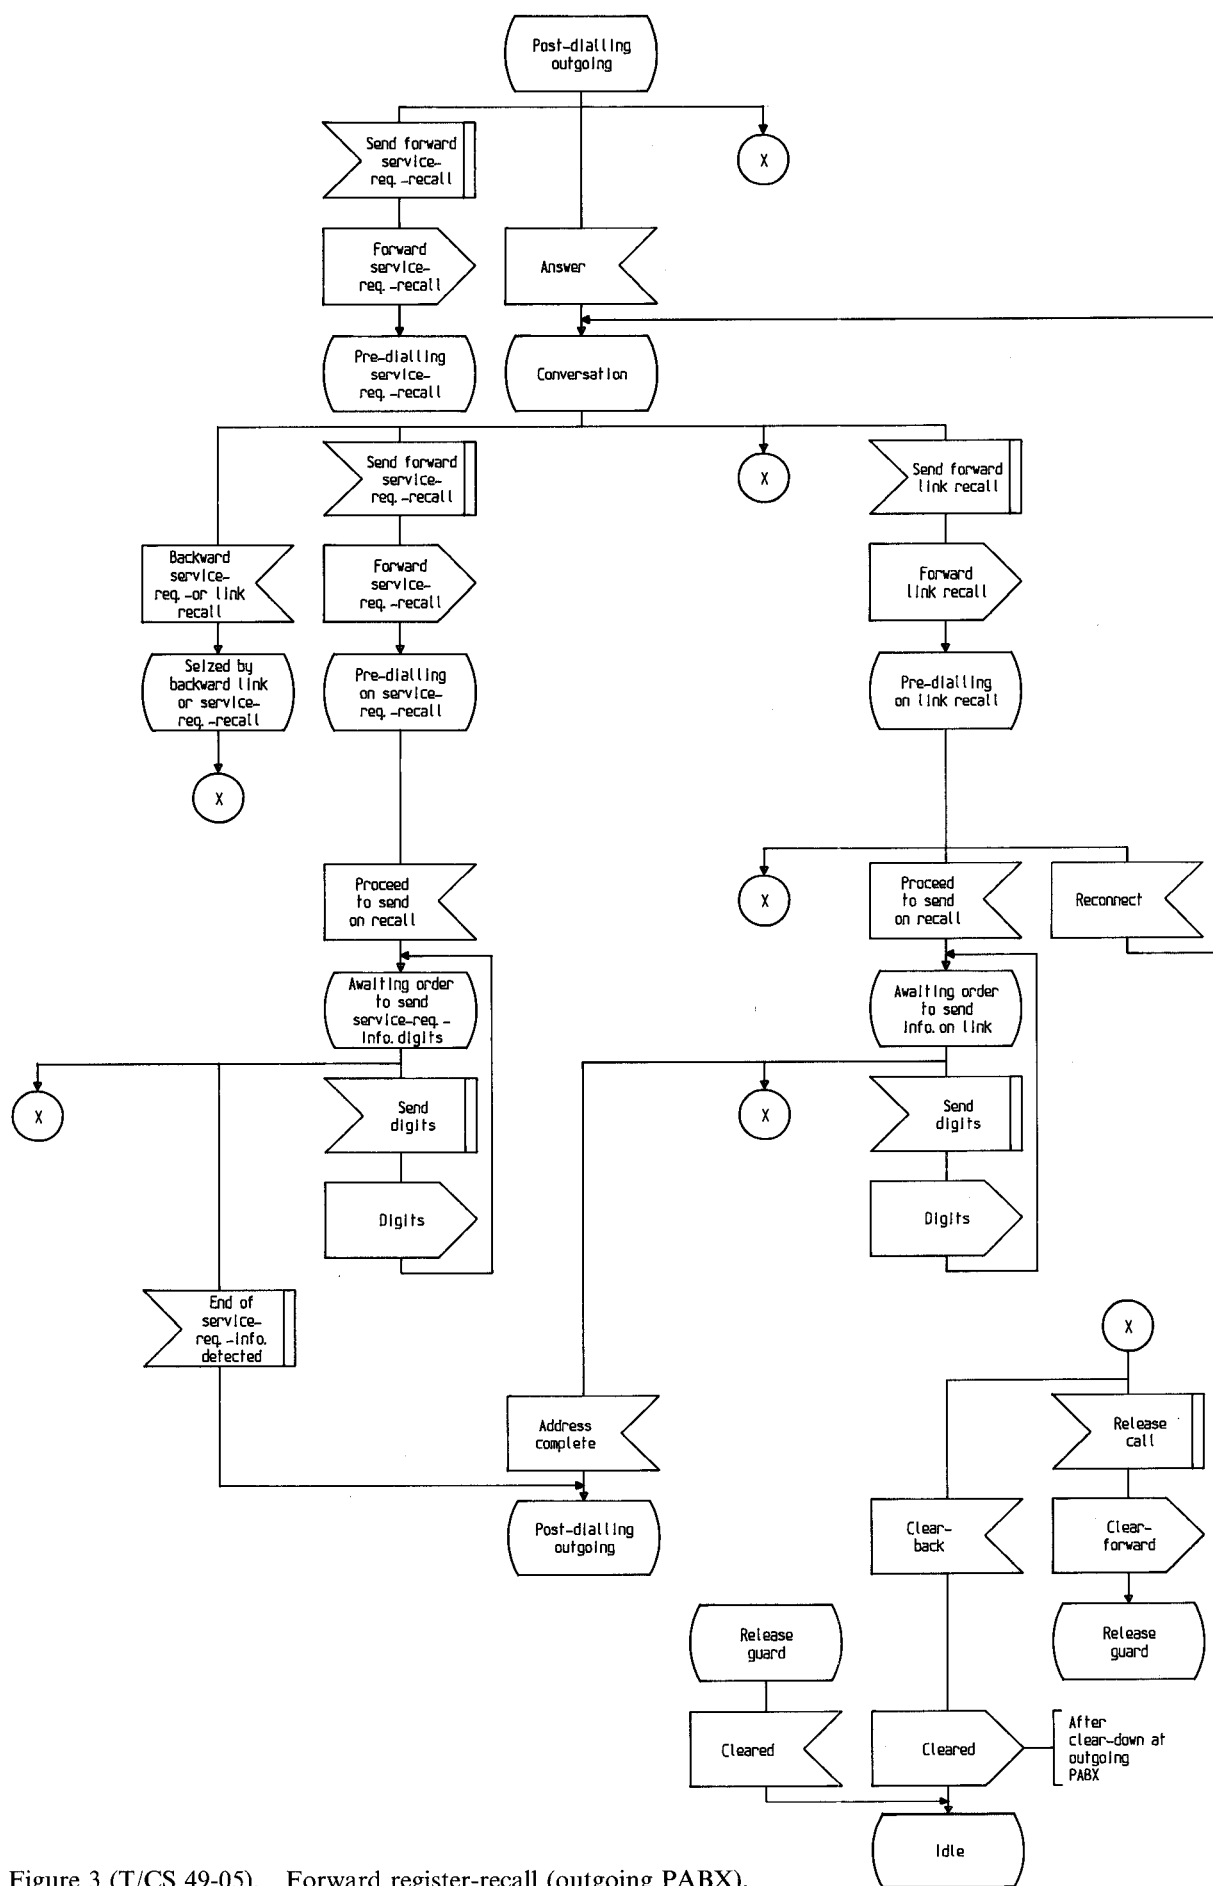 Post-dialling
outgoing
Send forward
service-
req.-recall
X
Forward
service-
req.-recall
Answer
Pre-dialling
service-
req.-recall
Conversation
Send forward
service-
req.-recall
X
Send forward
link recall
Backward
service-
req.-or link
recall
Forward
service-
req.-recall
Forward
link recall
Seized by
backward link
or service-
req.-recall
Pre-dialling
on service-
req.-recall
Pre-dialling
on link recall
X
Proceed
to send
on recall
X
Proceed
to send
on recall
Reconnect
Awaiting order
to send
service-req.-
info.digits
Awaiting order
to send
info.on link
X
Send
digits
X
Send
digits
Digits
Digits
End of
service-
req.-info.
detected
X
Address
complete
Release
call
Post-dialling
outgoing
Clear-
back
Clear-
forward
Release
guard
Release
guard
Cleared
Cleared
After
clear-down at
outgoing
PABX
Idle
Figure 3 (T/CS 49-05). Forward register-recall (outgoing PABX).